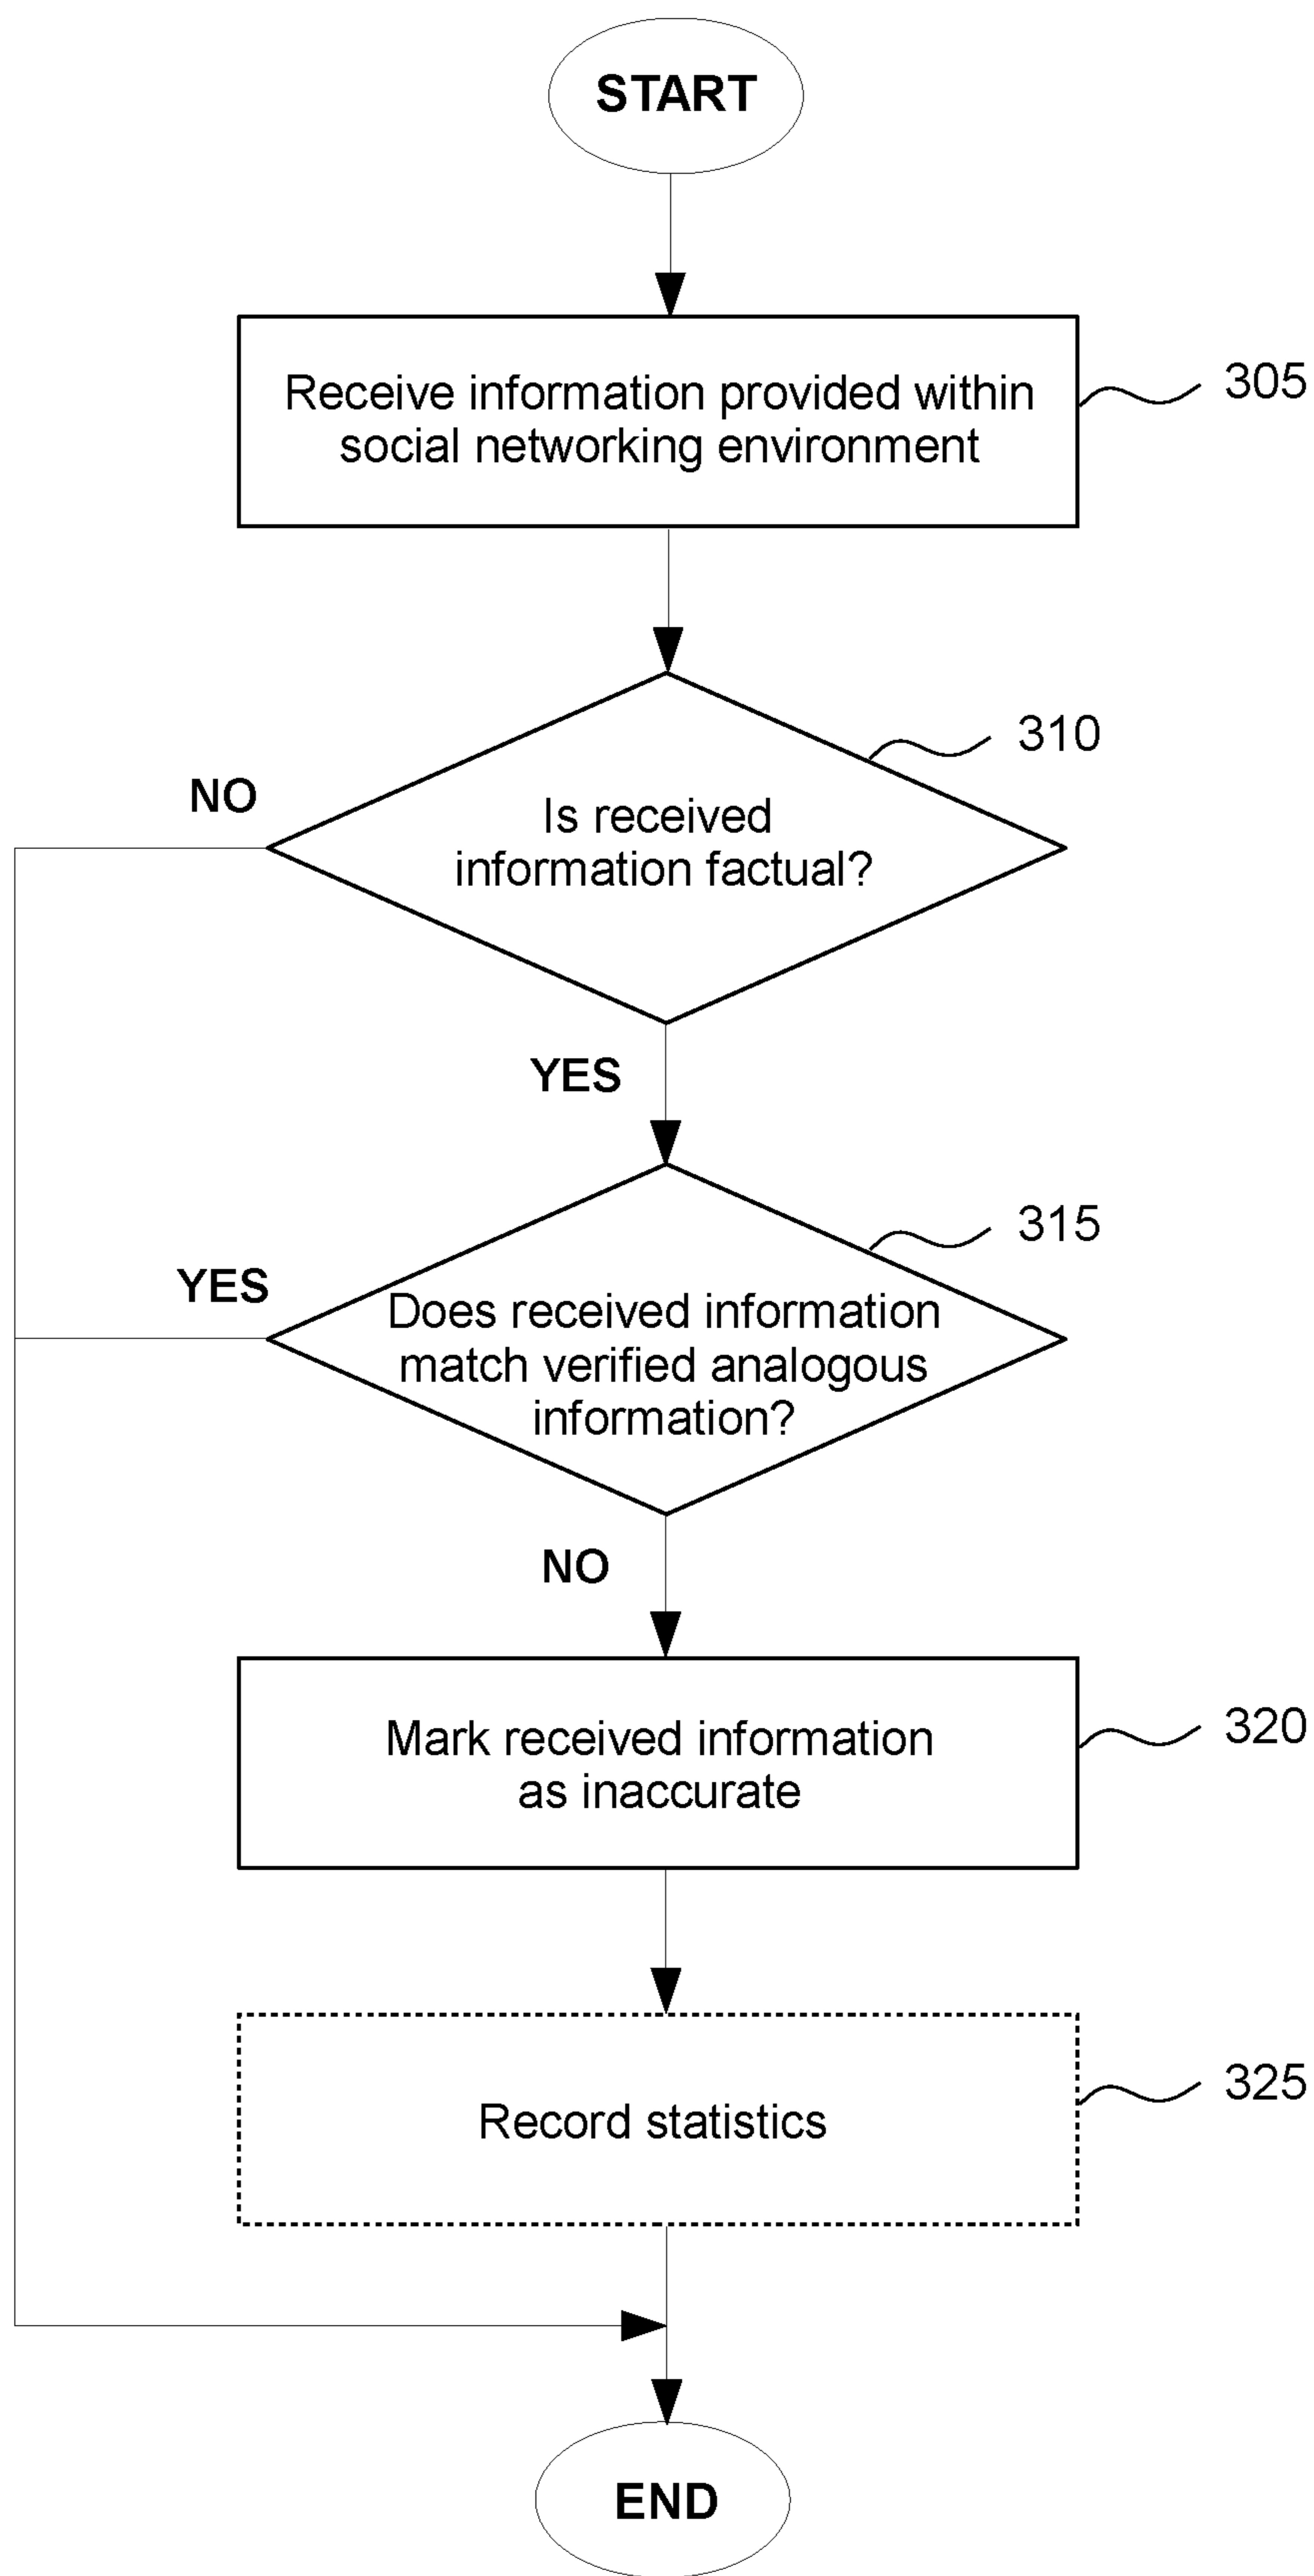 START
Receive information provided within
social networking environment
305
310
NO
Is received
information factual?
YES
315
YES
Does received information
match verified analogous
information?
NO
Mark received information
as inaccurate
320
Record statistics
325
END